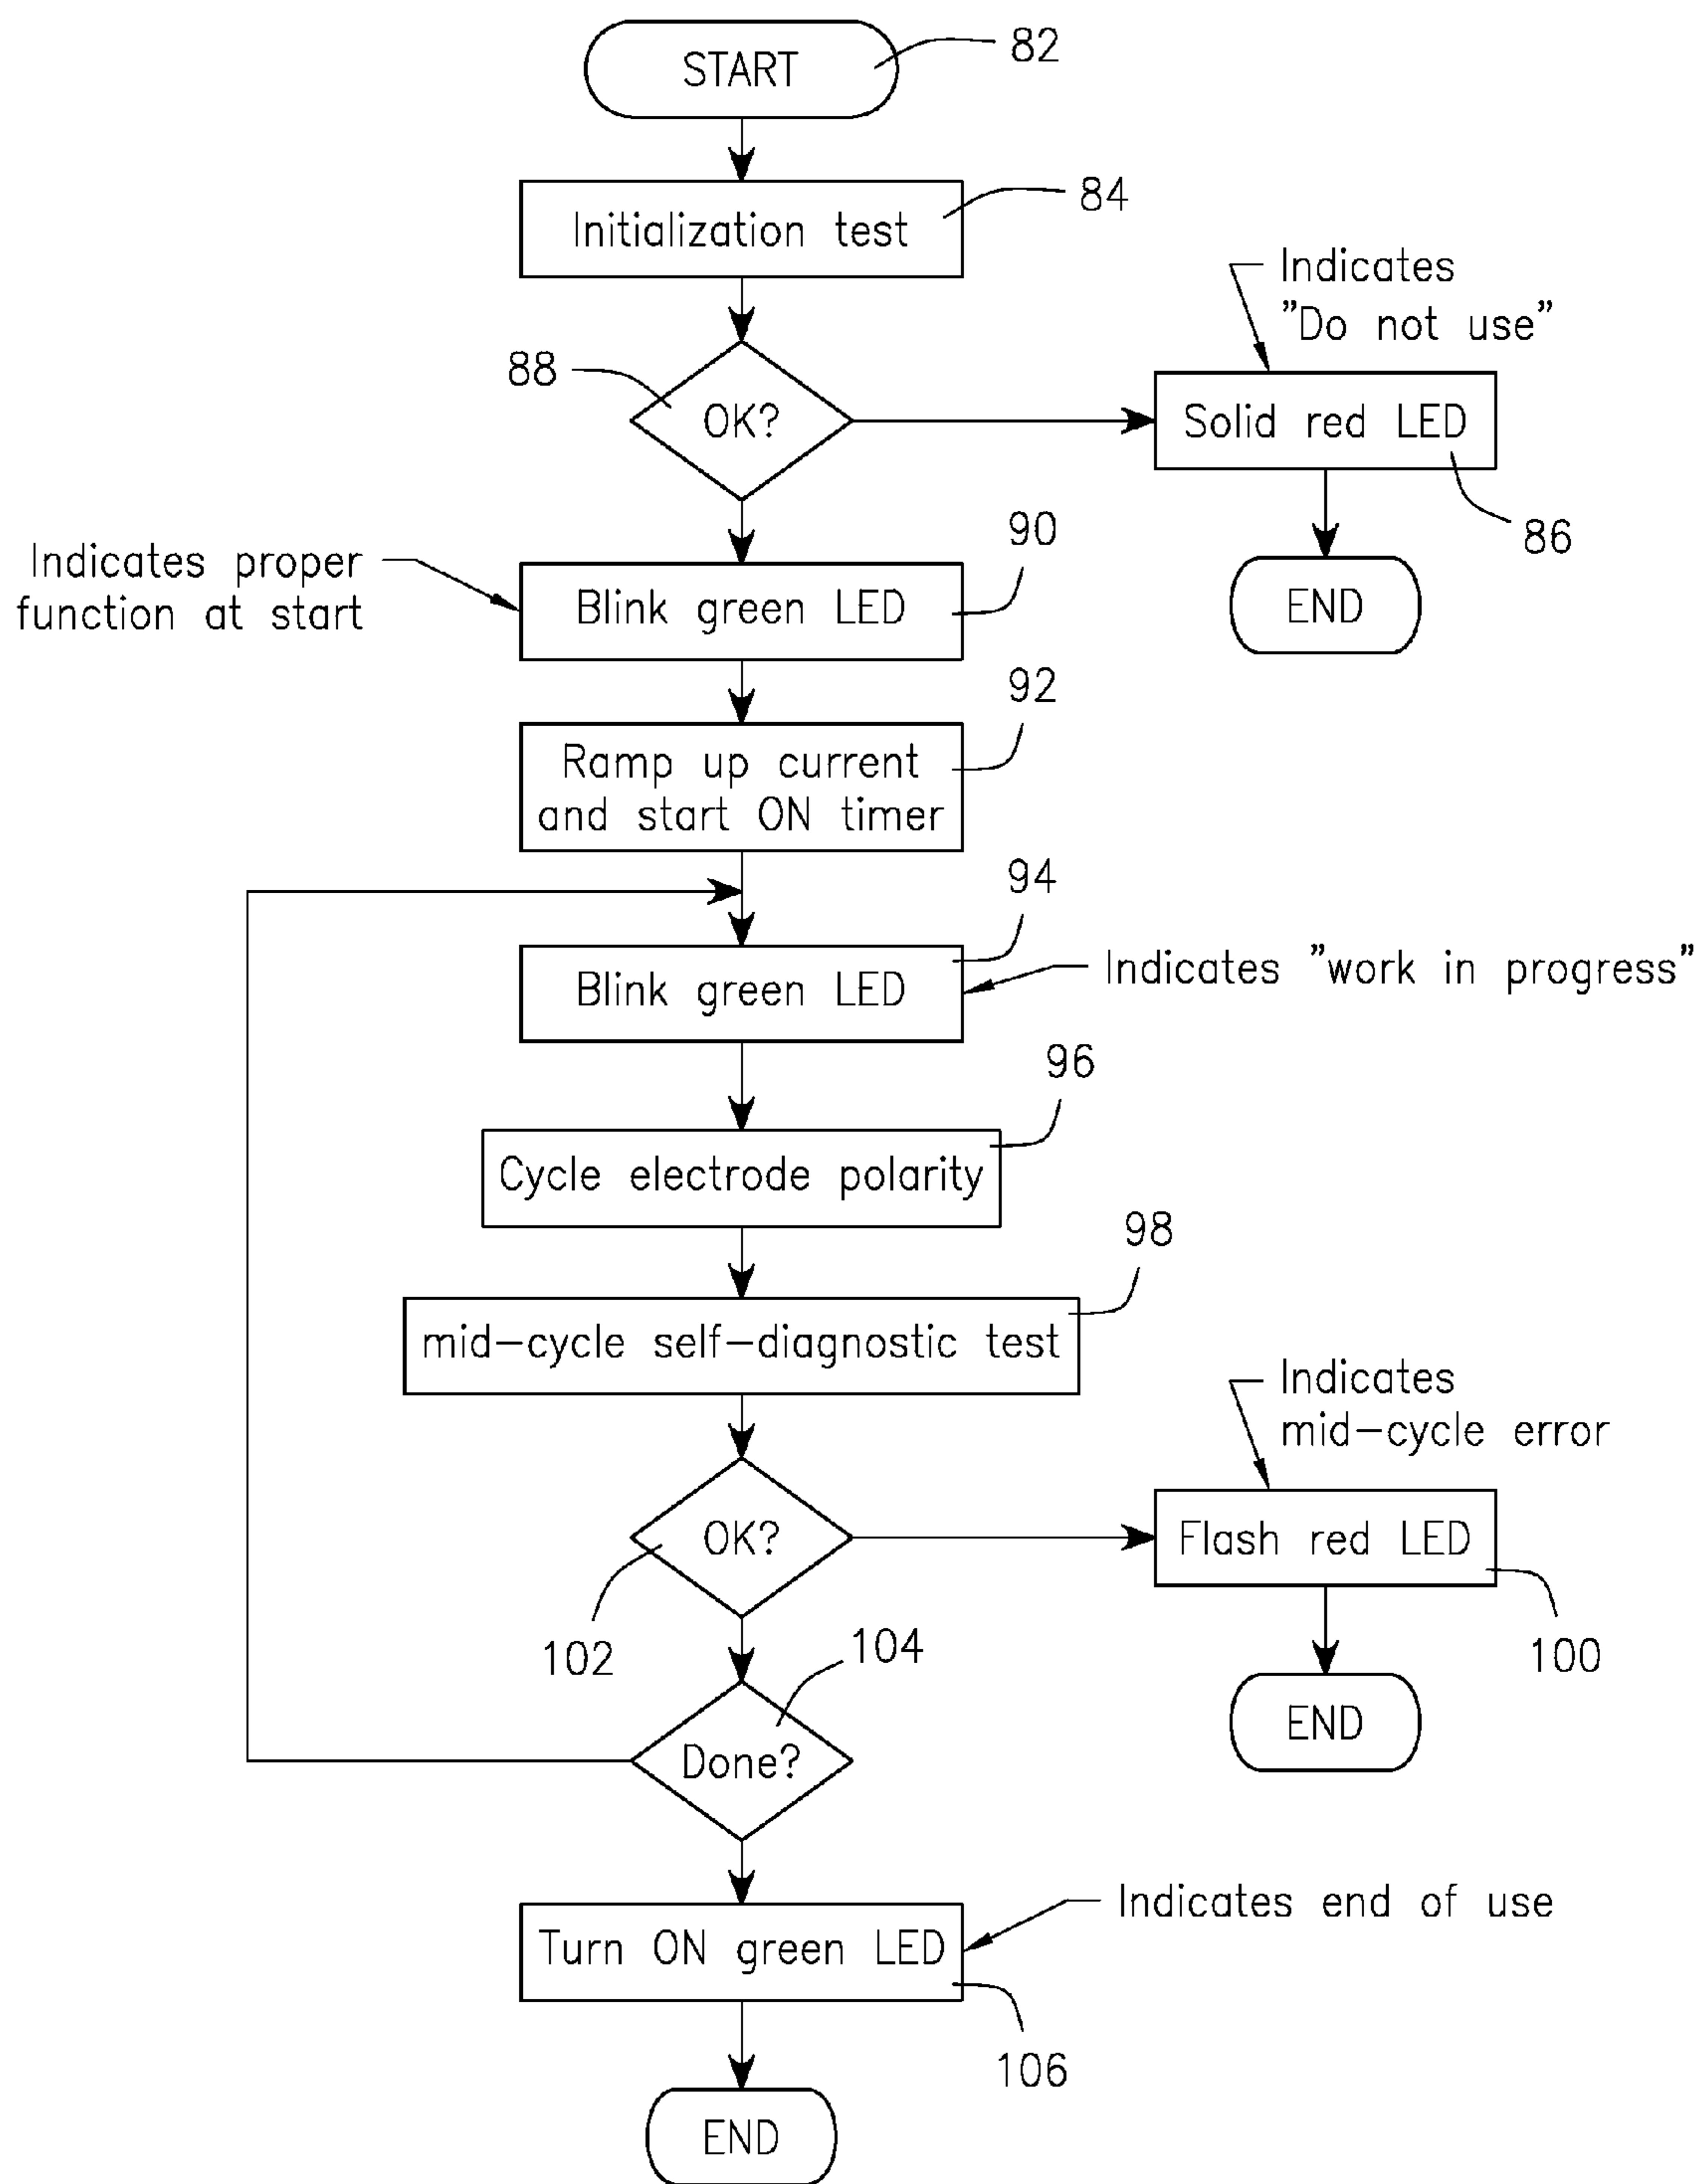 START
82
Initialization test
84
Indicates
"Do not use"
88
OK?
Solid red LED
86
END
Indicates proper
function at start
90
Blink green LED
92
Ramp up current
and start ON timer
94
Blink green LED
Indicates "work in progress"
96
Cycle electrode polarity
98
mid-cycle self-diagnostic test
Indicates
mid-cycle error
OK?
102
Flash red LED
100
END
104
Done?
Turn ON green LED
Indicates end of use
106
END